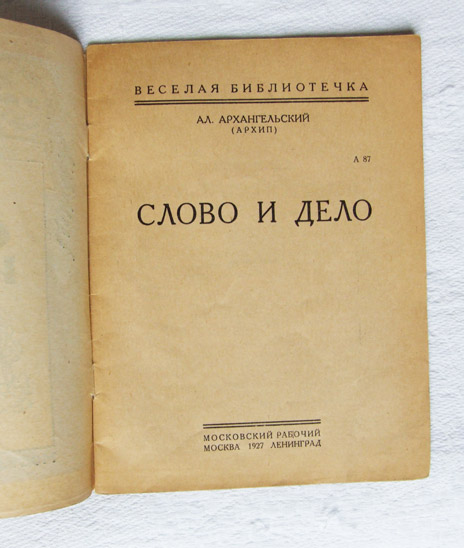 ВЕСЕЛАЯ БИБЛИОТЕЧКА
АЛ. АРХАНГЕЛЬСКИЙ
(АРХИП)
Л 87
СЛОВО И ДЕЛО
МОСКОВСКИЙ РАБОЧИЙ
МОСКВА 1927 ЛЕНИНГРАД